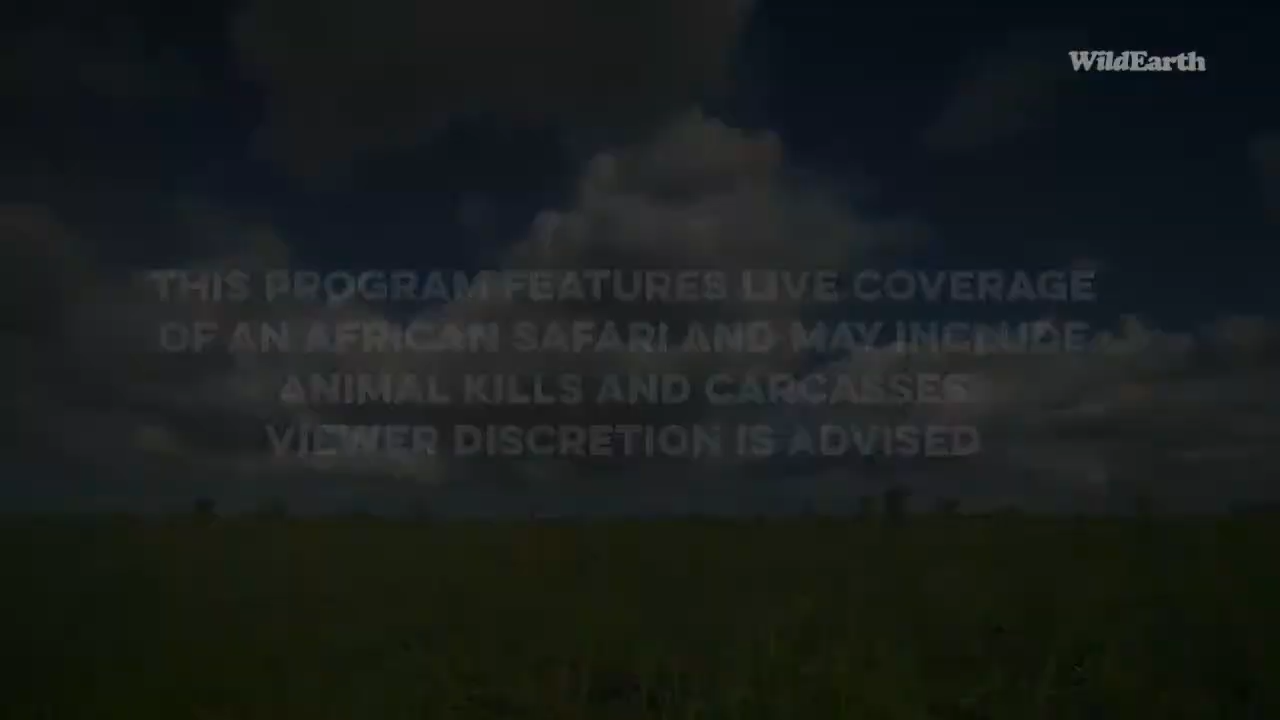 WildEarth
THIS PROGRAM FEATURES LIVE COVERAGE
OF AN AFRICAN SAFARI AND MAY INCLUDE
ANIMAL KILLS AND CARCASSES
VIEWER DISCRETION IS ADVISED